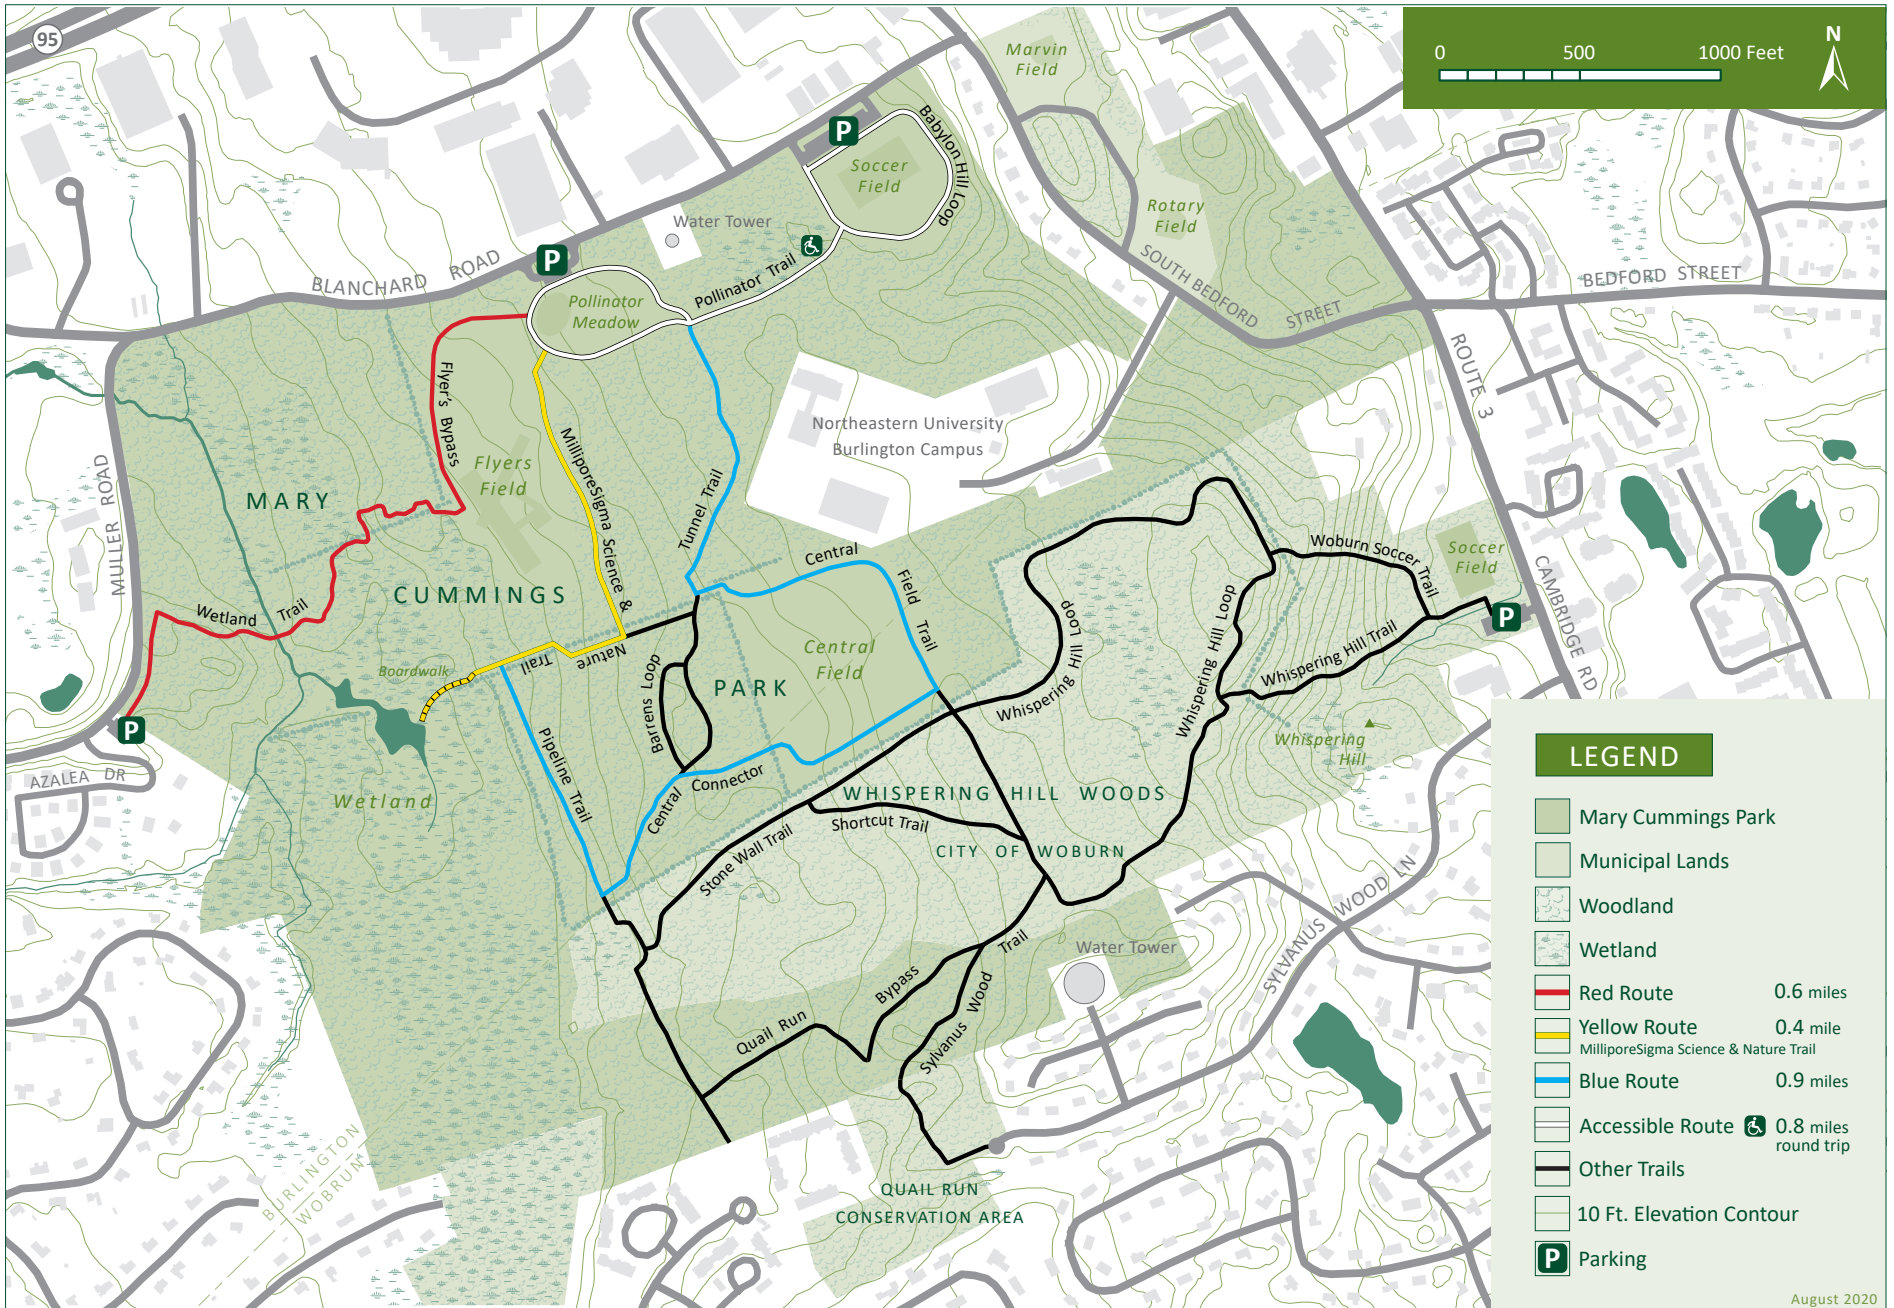 95
0 500 1000 Feet
N
Marvin
Field
P
Babylon Hill Loop
Soccer
Field
Rotary
Field
Water Tower
BLANCHARD ROAD
P
Pollinator Trail
Pollinator
Meadow
SOUTH BEDFORD STREET
BEDFORD STREET
ROUTE 3
Flyer's Bypass
Northeastern University
Burlington Campus
MilliporeSigma Science &
Nature Trail
Flyers
Field
MARY
MULLER ROAD
Tunnel Trail
Central Field Trail
Woburn Soccer Trail
Soccer
Field
CUMMINGS
Wetland Trail
P
CAMBRIDGE RD
Whispering Hill Loop
Whispering Hill Loop
Whispering Hill Trail
Central
Field
Boardwalk
Barrens Loop
PARK
P
Pipeline Trail
Whispering
Hill
AZALEA DR
Wetland
Central Connector
WHISPERING HILL WOODS
Shortcut Trail
CITY OF WOBURN
Stone Wall Trail
SYLVANUS WOOD LN
Water Tower
Quail Run Bypass
Sylvanus Wood Trail
BURLINGTON
WOBRUN
QUAIL RUN
CONSERVATION AREA
LEGEND
Mary Cummings Park
Municipal Lands
Woodland
Wetland
Red Route 0.6 miles
Yellow Route 0.4 mile
MilliporeSigma Science & Nature Trail
Blue Route 0.9 miles
Accessible Route 0.8 miles
round trip
Other Trails
10 Ft. Elevation Contour
P Parking
August 2020